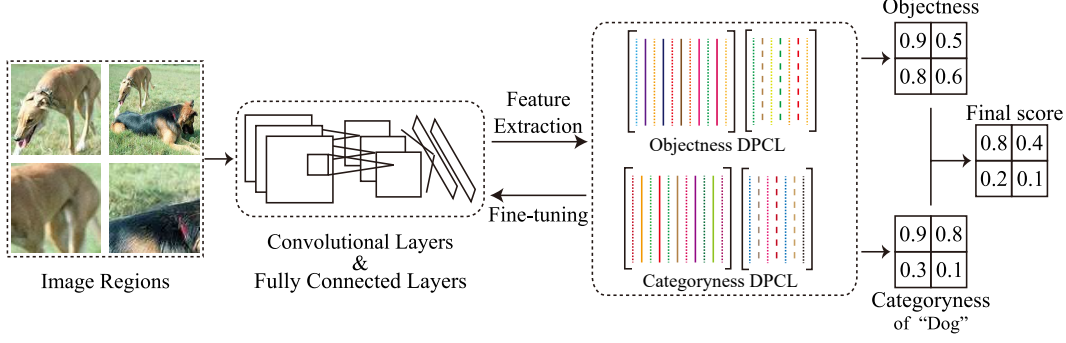 Image Regions
Convolutional Layers
&
Fully Connected Layers
Feature
Extraction
Fine-tuning
Objectness DPCL
Categoryness DPCL
Objectness
0.9 0.5
0.8 0.6
Final score
0.8 0.4
0.2 0.1
0.9 0.8
0.3 0.1
Categoryness
of “Dog”